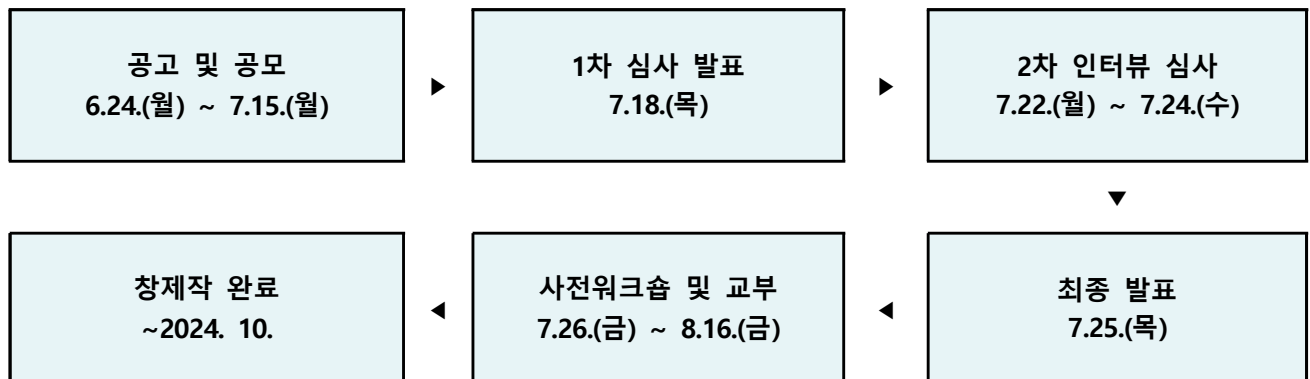 공고 및 공모
6.24.(월) ~ 7.15.(월)
▶
1차 심사 발표
7.18.(목)
▶
2차 인터뷰 심사
7.22.(월) ~ 7.24.(수)
▼
최종 발표
7.25.(목)
◀
사전워크숍 및 교부
7.26.(금) ~ 8.16.(금)
◀
창제작 완료
~2024. 10.